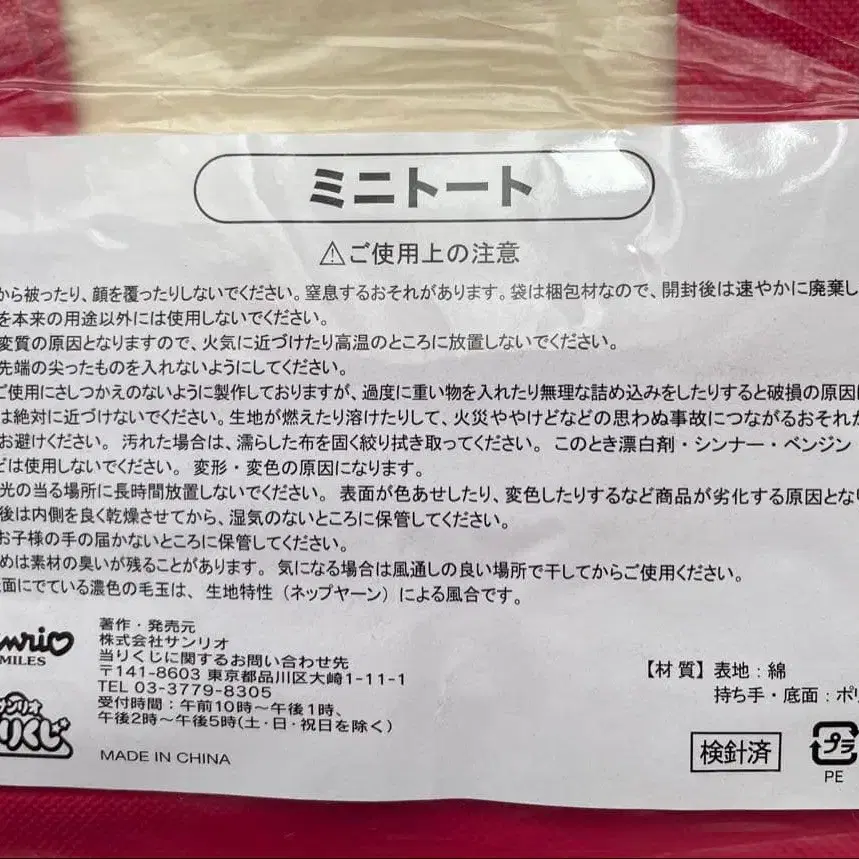 ミニトート
⚠ご使用上の注意
から被ったり、顔を覆ったりしないでください。窒息するおそれがあります。袋は梱包材なので、開封後は速やかに廃棄し
を本来の用途以外には使用しないでください。
変質の原因となりますので、火気に近づけたり高温のところに放置しないでください。
先端の尖ったものを入れないようにしてください。
ご使用にさしつかえのないように製作しておりますが、過度に重い物を入れたり無理な詰め込みをしたりすると破損の原因に
は絶対に近づけないでください。生地が燃えたり溶けたりして、火災ややけどなどの思わぬ事故につながるおそれが
お避けください。 汚れた場合は、濡らした布を固く絞り拭き取ってください。 このとき漂白剤・シンナー・ベンジン
どは使用しないでください。 変形・変色の原因になります。
光の当る場所に長時間放置しないでください。 表面が色あせしたり、変色したりするなど商品が劣化する原因となり
後は内側を良く乾燥させてから、湿気のないところに保管してください。
お子様の手の届かないところに保管してください。
めは素材の臭いが残ることがあります。 気になる場合は風通しの良い場所で干してからご使用ください。
面にでている濃色の毛玉は、 生地特性（ネップヤーン）による風合です。
nrio
MILES
サンリオ
りくじ
著作・発売元
株式会社サンリオ
当りくじに関するお問い合わせ先
〒141-8603 東京都品川区大崎1-11-1
TEL 03-3779-8305
受付時間：午前10時〜午後1時、
午後2時〜午後5時(土・日・祝日を除く)
MADE IN CHINA
【材 質】 表地：綿
持ち手・底面：ポリ
検針済
プラ
PE